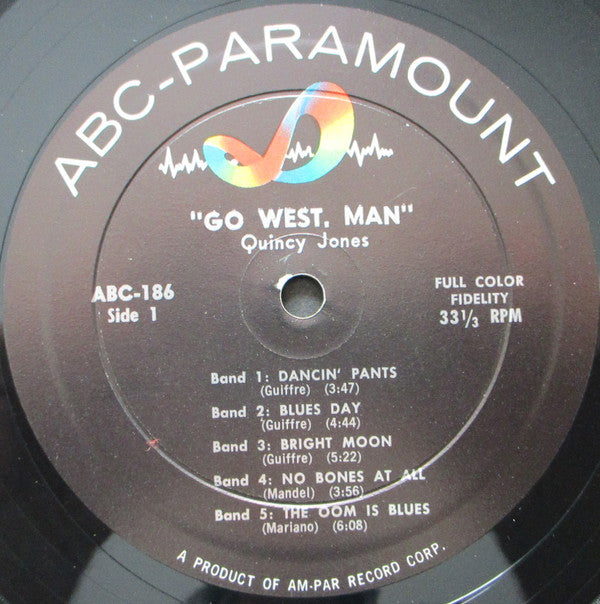 ABC-PARAMOUNT
"GO WEST, MAN"
Quincy Jones
ABC-186
Side 1
FULL COLOR
FIDELITY
33⅓ RPM
Band 1: DANCIN' PANTS
(Guiffre) (3:47)
Band 2: BLUES DAY
(Guiffre) (4:44)
Band 3: BRIGHT MOON
(Guiffre) (5:22)
Band 4: NO BONES AT ALL
(Mandel) (3:56)
Band 5: THE OOM IS BLUES
(Mariano) (6:08)
A PRODUCT OF AM-PAR RECORD CORP.